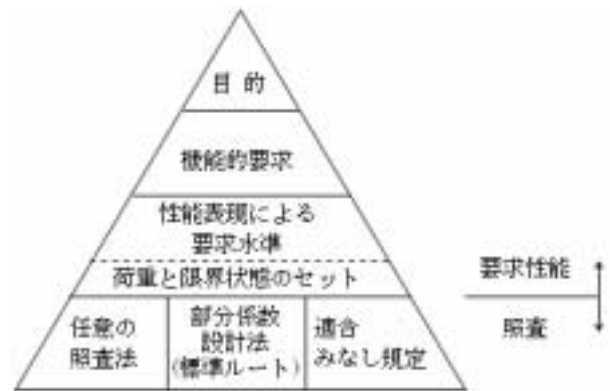 目的
機能的要求
性能表現による
要求水準
荷重と限界状態のセット
要求性能
照査
任意の
照査法
部分係数
設計法
(標準ルート)
適合
みなし規定